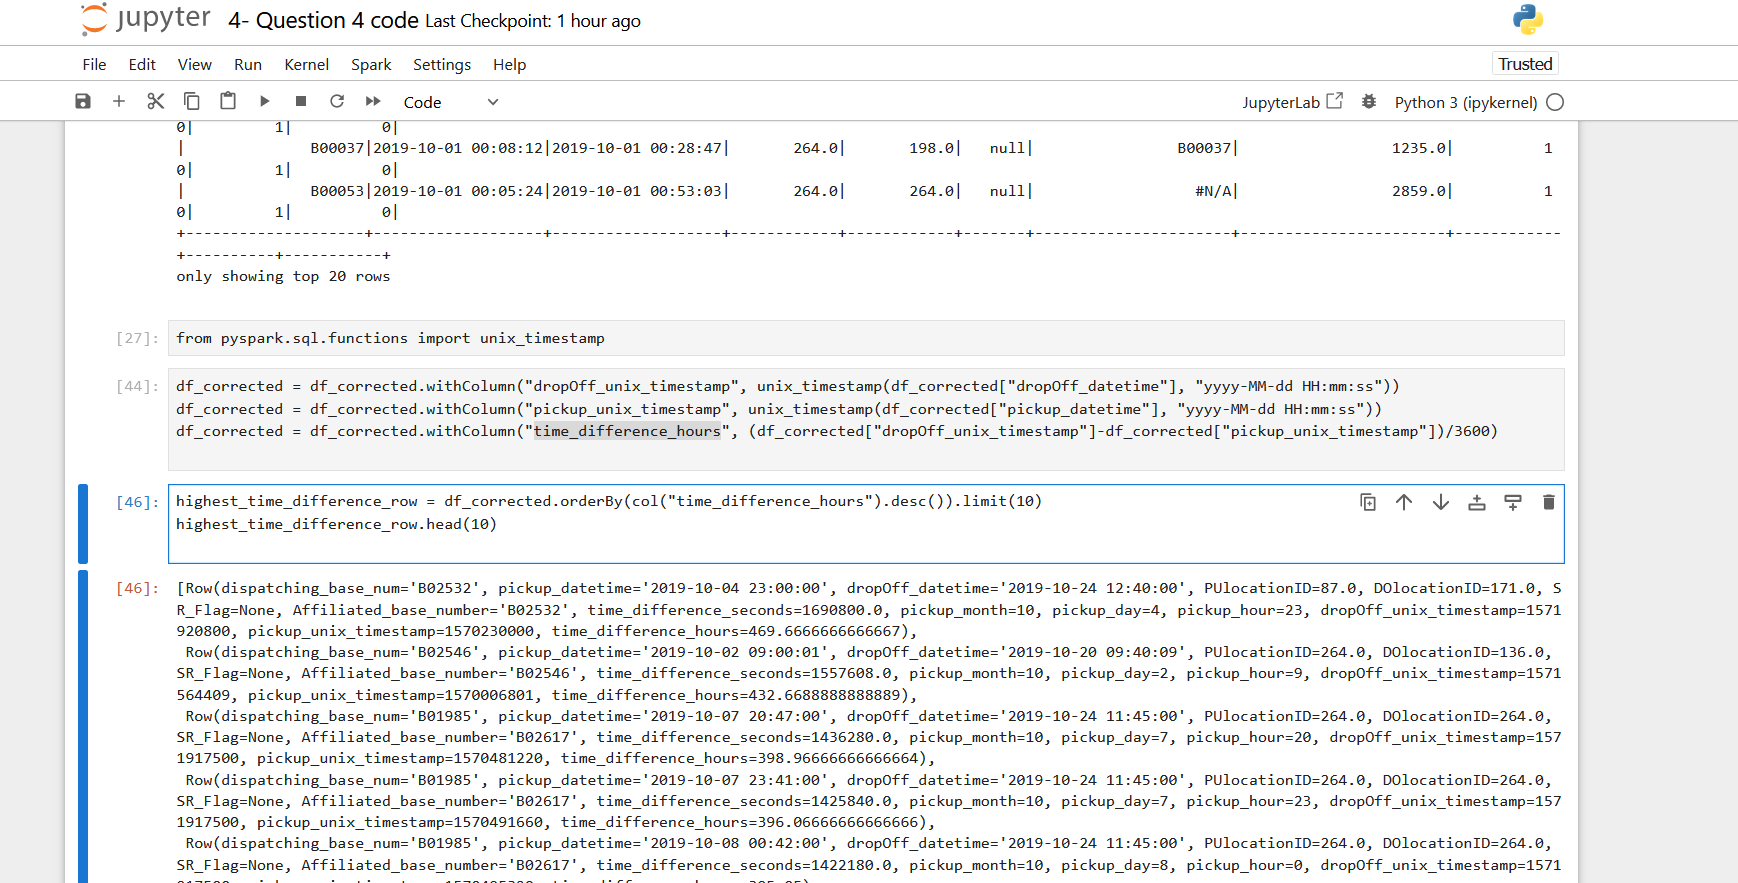 jupyter 4- Question 4 code Last Checkpoint: 1 hour ago
File Edit View Run Kernel Spark Settings Help Trusted
Code JupyterLab Python 3 (ipykernel)
0| 1| 0|
| B00037|2019-10-01 00:08:12|2019-10-01 00:28:47| 264.0| 198.0| null| B00037| 1235.0| 1
0| 1| 0|
| B00053|2019-10-01 00:05:24|2019-10-01 00:53:03| 264.0| 264.0| null| #N/A| 2859.0| 1
0| 1| 0|
+--------------------+-------------------+-------------------+------------+------------+-------+----------------------+-----------------------+------------
+----------+-----------+
only showing top 20 rows
[27]: from pyspark.sql.functions import unix_timestamp
[44]: df_corrected = df_corrected.withColumn("dropOff_unix_timestamp", unix_timestamp(df_corrected["dropOff_datetime"], "yyyy-MM-dd HH:mm:ss"))
df_corrected = df_corrected.withColumn("pickup_unix_timestamp", unix_timestamp(df_corrected["pickup_datetime"], "yyyy-MM-dd HH:mm:ss"))
df_corrected = df_corrected.withColumn("time_difference_hours", (df_corrected["dropOff_unix_timestamp"]-df_corrected["pickup_unix_timestamp"])/3600)
[46]: highest_time_difference_row = df_corrected.orderBy(col("time_difference_hours").desc()).limit(10)
highest_time_difference_row.head(10)
[46]: [Row(dispatching_base_num='B02532', pickup_datetime='2019-10-04 23:00:00', dropOff_datetime='2019-10-24 12:40:00', PUlocationID=87.0, DOlocationID=171.0, S
R_Flag=None, Affiliated_base_number='B02532', time_difference_seconds=1690800.0, pickup_month=10, pickup_day=4, pickup_hour=23, dropOff_unix_timestamp=1571
920800, pickup_unix_timestamp=1570230000, time_difference_hours=469.6666666666667),
Row(dispatching_base_num='B02546', pickup_datetime='2019-10-02 09:00:01', dropOff_datetime='2019-10-20 09:40:09', PUlocationID=264.0, DOlocationID=136.0,
SR_Flag=None, Affiliated_base_number='B02546', time_difference_seconds=1557608.0, pickup_month=10, pickup_day=2, pickup_hour=9, dropOff_unix_timestamp=1571
564409, pickup_unix_timestamp=1570006801, time_difference_hours=432.6688888888889),
Row(dispatching_base_num='B01985', pickup_datetime='2019-10-07 20:47:00', dropOff_datetime='2019-10-24 11:45:00', PUlocationID=264.0, DOlocationID=264.0,
SR_Flag=None, Affiliated_base_number='B02617', time_difference_seconds=1436280.0, pickup_month=10, pickup_day=7, pickup_hour=20, dropOff_unix_timestamp=157
1917500, pickup_unix_timestamp=1570481220, time_difference_hours=398.96666666666664),
Row(dispatching_base_num='B01985', pickup_datetime='2019-10-07 23:41:00', dropOff_datetime='2019-10-24 11:45:00', PUlocationID=264.0, DOlocationID=264.0,
SR_Flag=None, Affiliated_base_number='B02617', time_difference_seconds=1425840.0, pickup_month=10, pickup_day=7, pickup_hour=23, dropOff_unix_timestamp=157
1917500, pickup_unix_timestamp=1570491660, time_difference_hours=396.06666666666666),
Row(dispatching_base_num='B01985', pickup_datetime='2019-10-08 00:42:00', dropOff_datetime='2019-10-24 11:45:00', PUlocationID=264.0, DOlocationID=264.0,
SR_Flag=None, Affiliated_base_number='B02617', time_difference_seconds=1422180.0, pickup_month=10, pickup_day=8, pickup_hour=0, dropOff_unix_timestamp=1571